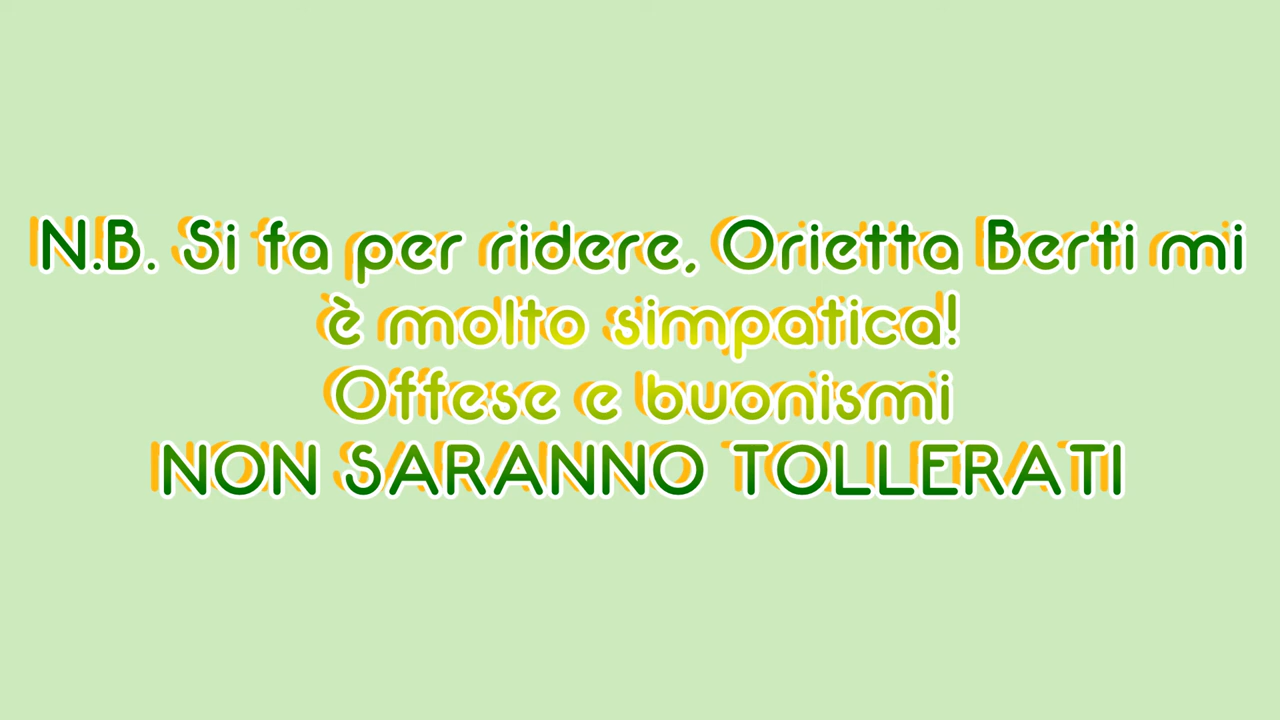 N.B. Si fa per ridere, Orietta Berti mi
è molto simpatica!
Offese e buonismi
NON SARANNO TOLLERATI